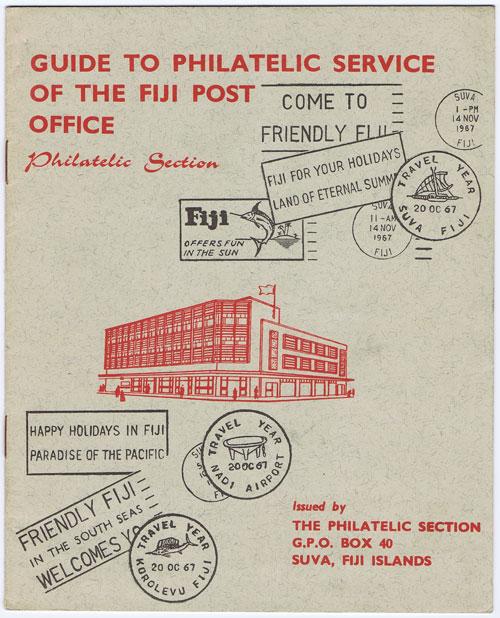 GUIDE TO PHILATELIC SERVICE
OF THE FIJI POST
OFFICE
Philatelic Section
COME TO
FRIENDLY FIJI
SUVA
1-PM
14 NOV
1967
FIJI
FIJI FOR YOUR HOLIDAYS
LAND OF ETERNAL SUMM
TRAVEL YEAR
20 OC 67
SUVA FIJI
SUVA
11-AM
14 NOV
1967
FIJI
Fiji
OFFERS FUN
IN THE SUN
HAPPY HOLIDAYS IN FIJI
PARADISE OF THE PACIFIC
TRAVEL YEAR
20 OC 67
NADI AIRPORT
FRIENDLY FIJI
IN THE SOUTH SEAS
WELCOMES
TRAVEL YEAR
20 OC 67
KOROLEVU FIJI
Issued by
THE PHILATELIC SECTION
G.P.O. BOX 40
SUVA, FIJI ISLANDS